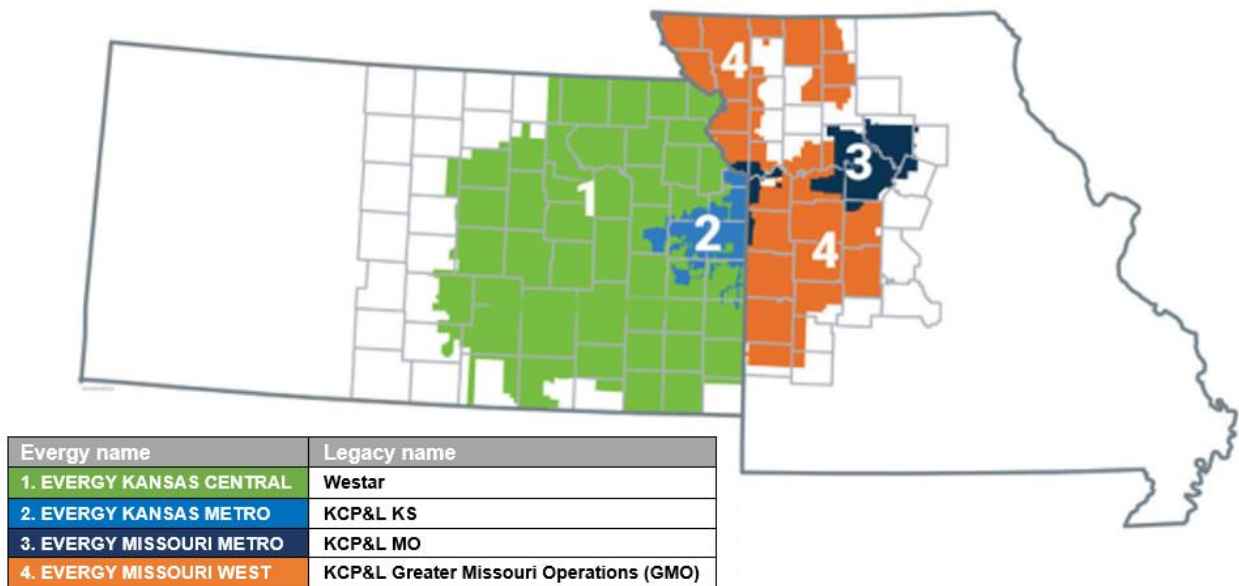 4
3
1
2
4
Evergy name Legacy name
1. EVERGY KANSAS CENTRAL Westar
2. EVERGY KANSAS METRO KCP&L KS
3. EVERGY MISSOURI METRO KCP&L MO
4. EVERGY MISSOURI WEST KCP&L Greater Missouri Operations (GMO)